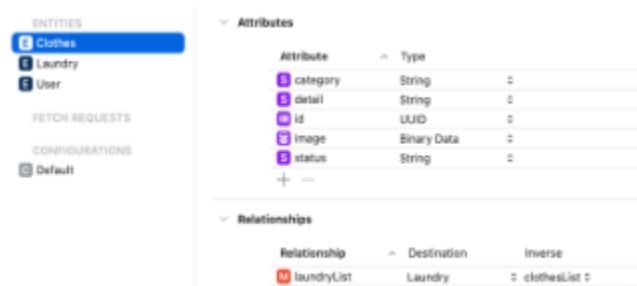 ENTITIES
E Clothes
E Laundry
E User
FETCH REQUESTS
CONFIGURATIONS
C Default
Attributes
Attribute Type
S category String
S detail String
id UUID
image Binary Data
S status String
+ −
Relationships
Relationship Destination Inverse
M laundryList Laundry clothesList